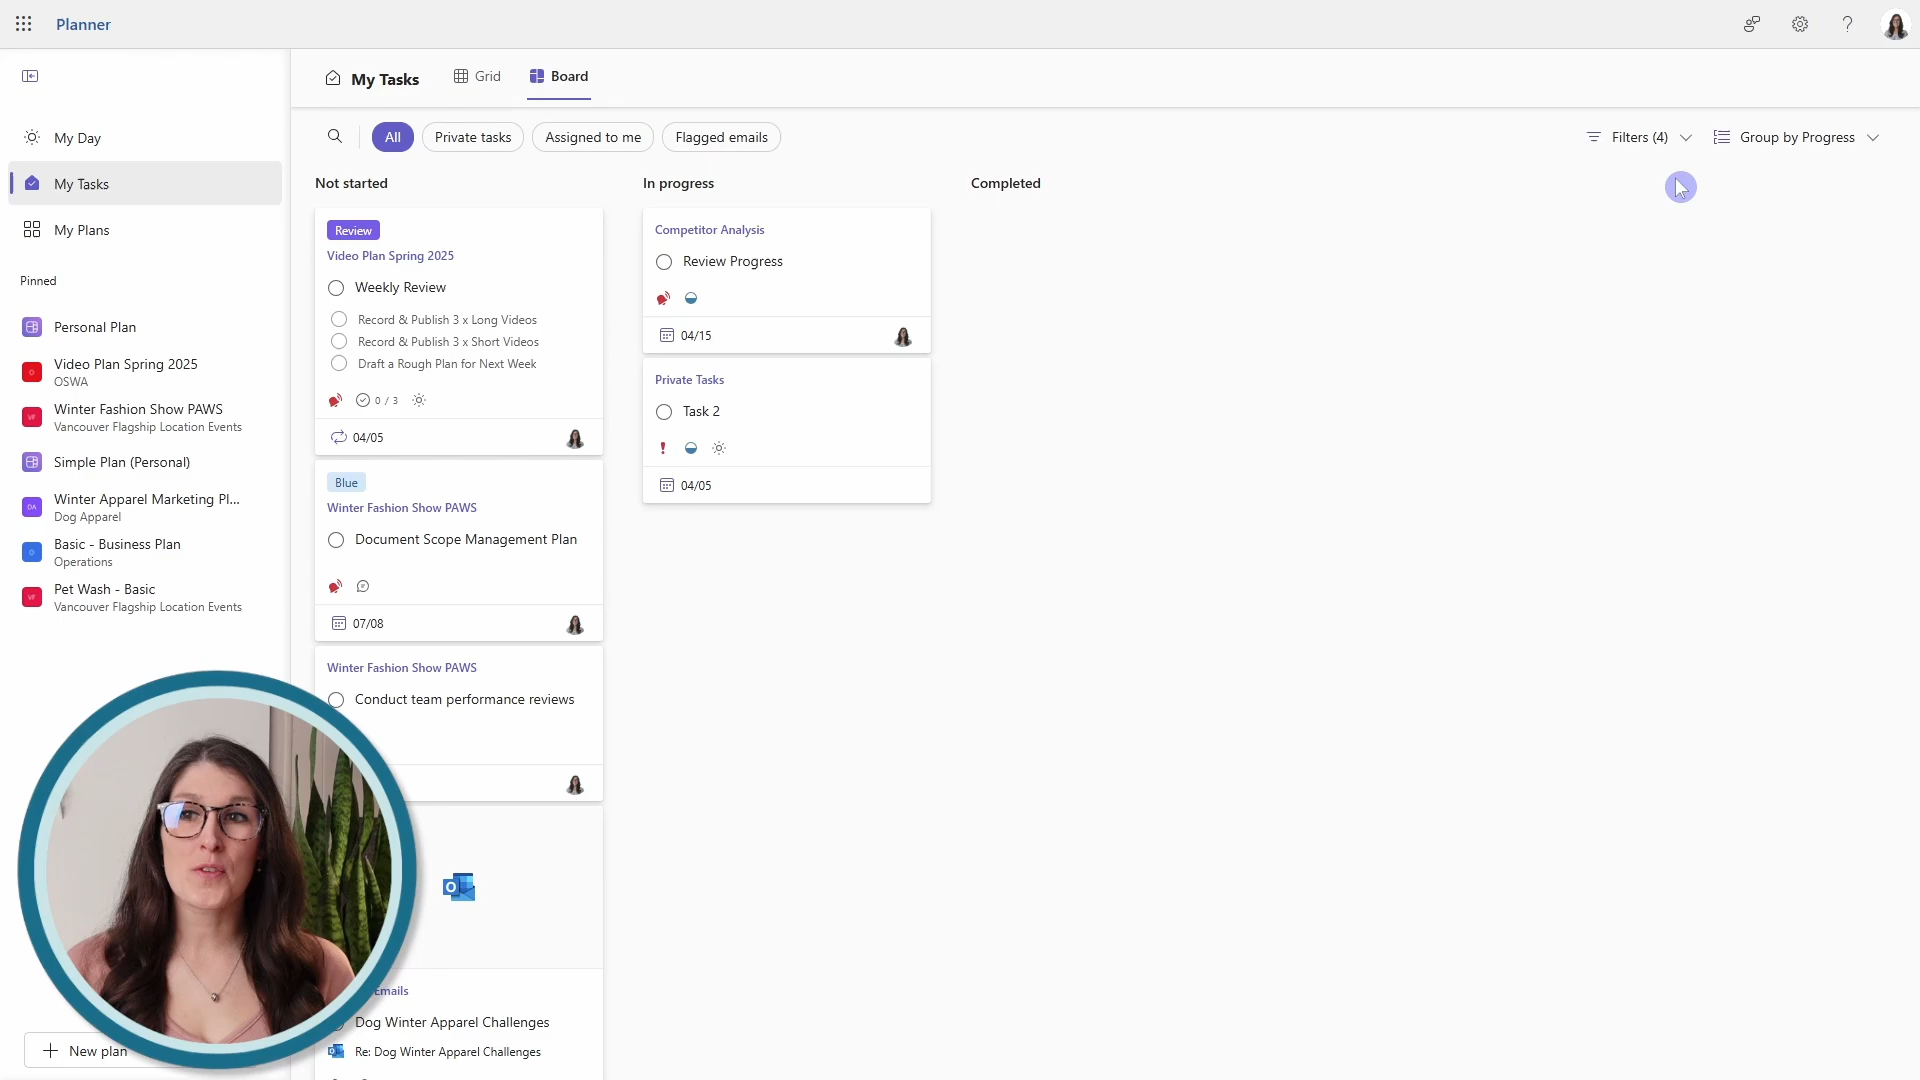 Planner
My Day
My Tasks
My Plans
Pinned
Personal Plan
Video Plan Spring 2025
OSWA
Winter Fashion Show PAWS
Vancouver Flagship Location Events
Simple Plan (Personal)
Winter Apparel Marketing Pl...
Dog Apparel
Basic - Business Plan
Operations
Pet Wash - Basic
Vancouver Flagship Location Events
New plan
My Tasks
Grid
Board
All
Private tasks
Assigned to me
Flagged emails
Filters (4)
Group by Progress
Not started
Review
Video Plan Spring 2025
Weekly Review
Record & Publish 3 x Long Videos
Record & Publish 3 x Short Videos
Draft a Rough Plan for Next Week
0 / 3
04/05
Blue
Winter Fashion Show PAWS
Document Scope Management Plan
07/08
Winter Fashion Show PAWS
Conduct team performance reviews
Emails
Dog Winter Apparel Challenges
Re: Dog Winter Apparel Challenges
In progress
Competitor Analysis
Review Progress
04/15
Private Tasks
Task 2
04/05
Completed